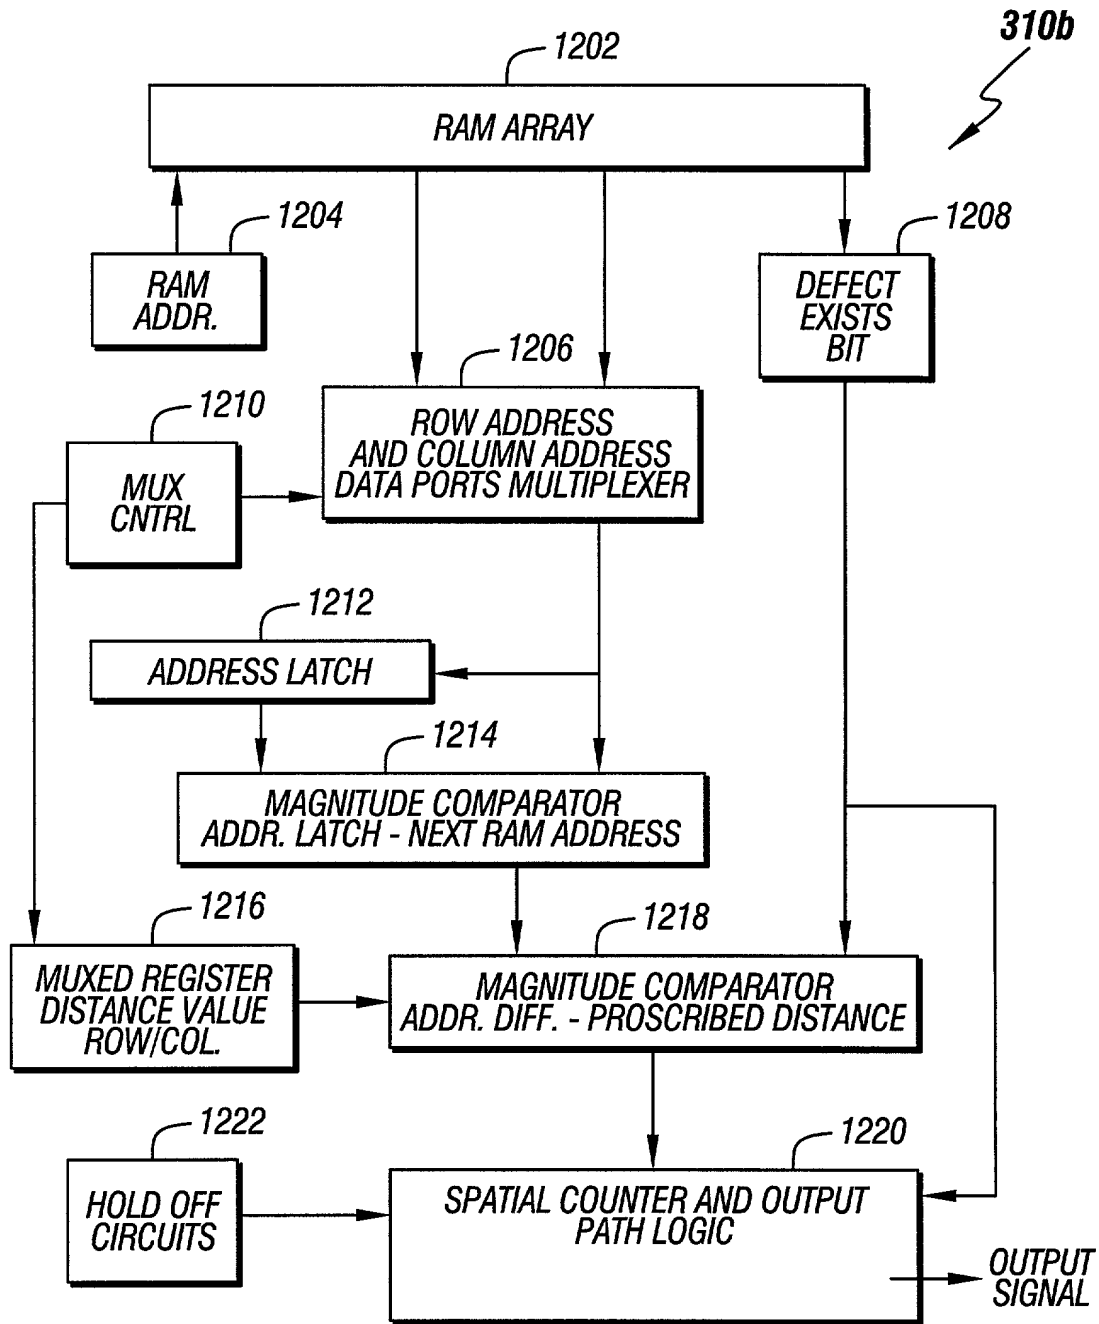 310b
1202
RAM ARRAY
1204
1208
RAM
ADDR.
DEFECT
EXISTS
BIT
1206
1210
ROW ADDRESS
AND COLUMN ADDRESS
DATA PORTS MULTIPLEXER
MUX
CNTRL
1212
ADDRESS LATCH
1214
MAGNITUDE COMPARATOR
ADDR. LATCH - NEXT RAM ADDRESS
1216
1218
MUXED REGISTER
DISTANCE VALUE
ROW/COL.
MAGNITUDE COMPARATOR
ADDR. DIFF. - PROSCRIBED DISTANCE
1222
1220
HOLD OFF
CIRCUITS
SPATIAL COUNTER AND OUTPUT
PATH LOGIC
OUTPUT
SIGNAL